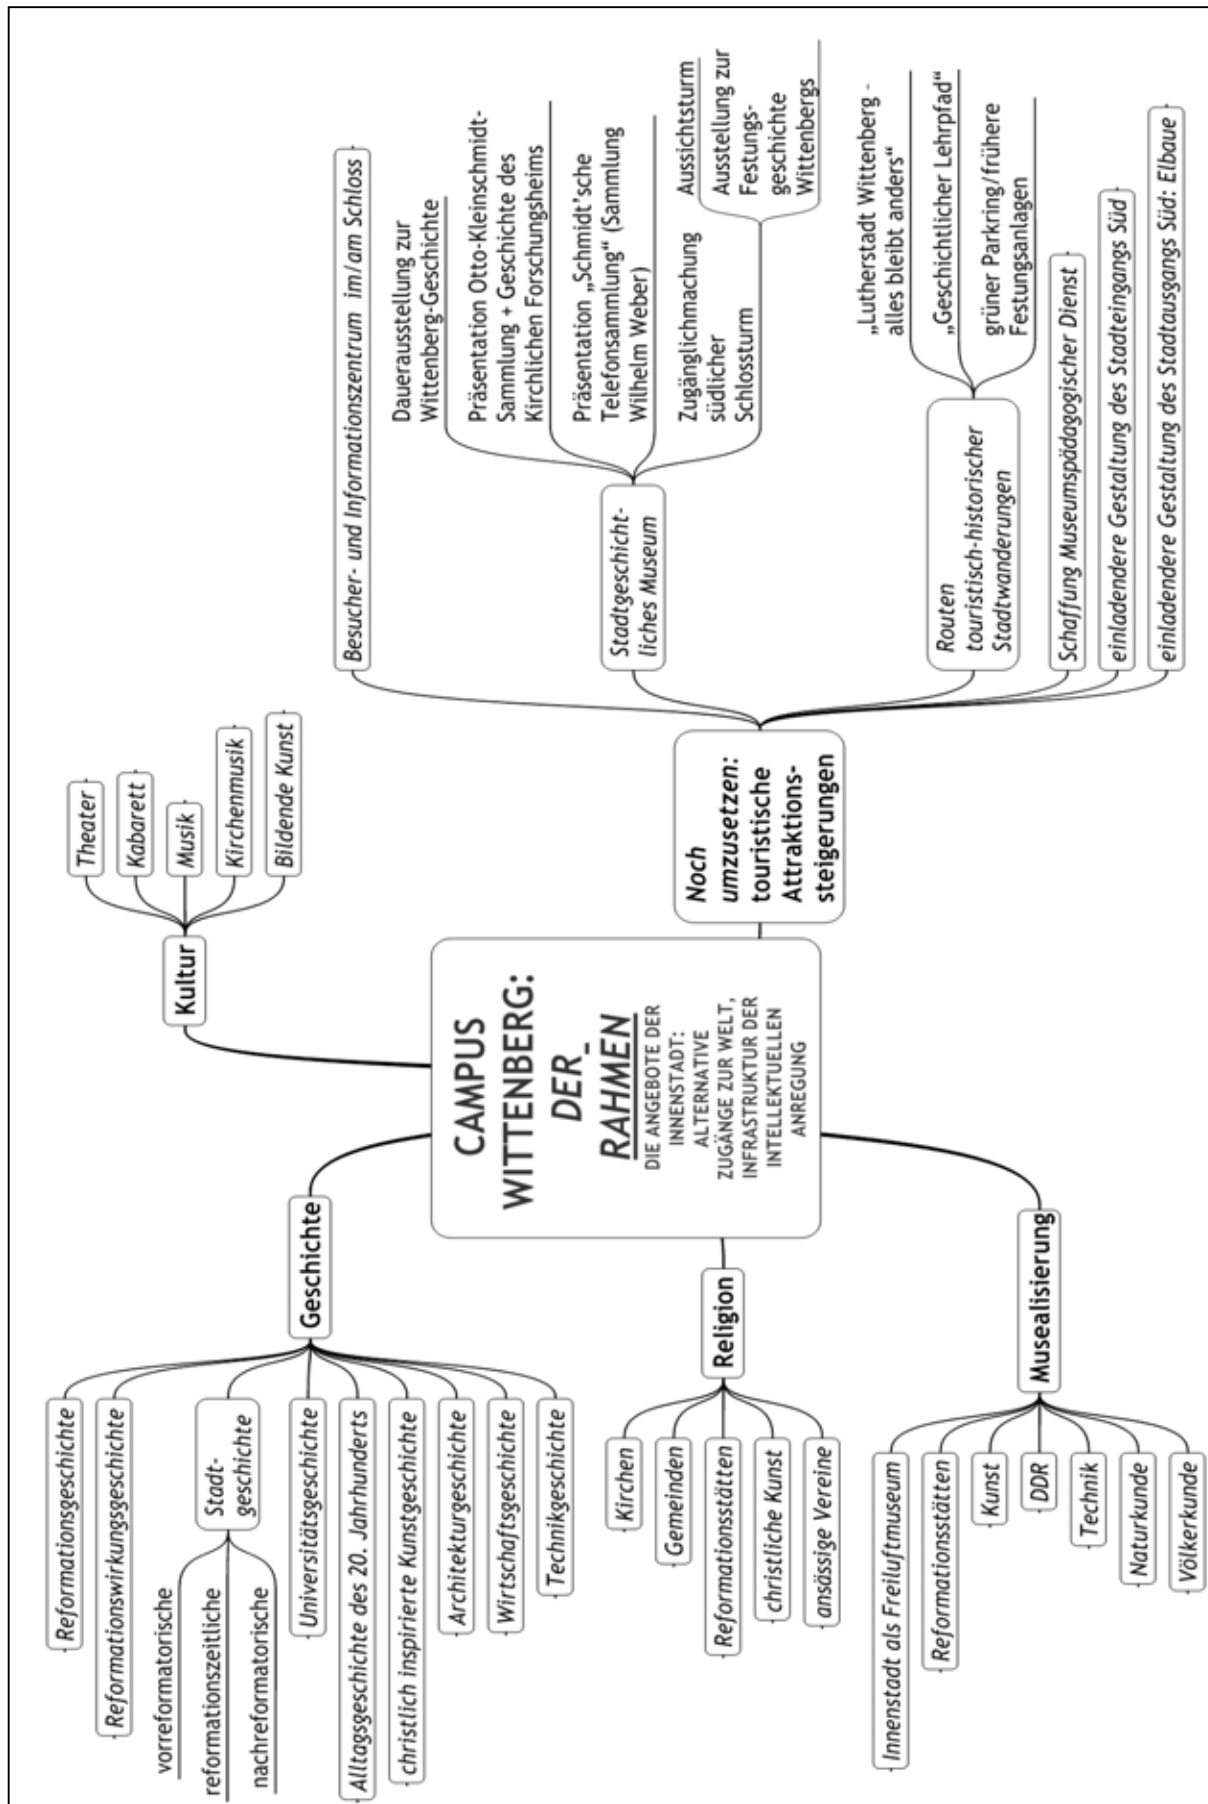 CAMPUS
WITTENBERG:
DER
RAHMEN
DIE ANGEBOTE DER
INNENSTADT:
ALTERNATIVE
ZUGÄNGE ZUR WELT,
INFRASTRUKTUR DER
INTELLEKTUELLEN
ANREGUNG
Geschichte
Reformationsgeschichte
Reformationswirkungsgeschichte
Stadt-
geschichte
vorreformatorische
reformationszeitliche
nachreformatorische
Universitätsgeschichte
Alltagsgeschichte des 20. Jahrhunderts
christlich inspirierte Kunstgeschichte
Architekturgeschichte
Wirtschaftsgeschichte
Technikgeschichte
Religion
Kirchen
Gemeinden
Reformationsstätten
christliche Kunst
ansässige Vereine
Musealisierung
Innenstadt als Freiluftmuseum
Reformationsstätten
Kunst
DDR
Technik
Naturkunde
Völkerkunde
Kultur
Theater
Kabarett
Musik
Kirchenmusik
Bildende Kunst
Noch
umzusetzen:
touristische
Attraktions-
steigerungen
Besucher- und Informationszentrum im/am Schloss
Stadtgeschicht-
liches Museum
Dauerausstellung zur
Wittenberg-Geschichte
Präsentation Otto-Kleinschmidt-
Sammlung + Geschichte des
Kirchlichen Forschungsheims
Präsentation „Schmidt’sche
Telefonsammlung“ (Sammlung
Wilhelm Weber)
Zugänglichmachung
südlicher
Schlossturm
Aussichtsturm
Ausstellung zur
Festungs-
geschichte
Wittenbergs
Routen
touristisch-historischer
Stadtwanderungen
„Lutherstadt Wittenberg –
alles bleibt anders“
„Geschichtlicher Lehrpfad“
grüner Parkring/frühere
Festungsanlagen
Schaffung Museumspädagogischer Dienst
einladendere Gestaltung des Stadteingangs Süd
einladendere Gestaltung des Stadtausgangs Süd: Elbaue